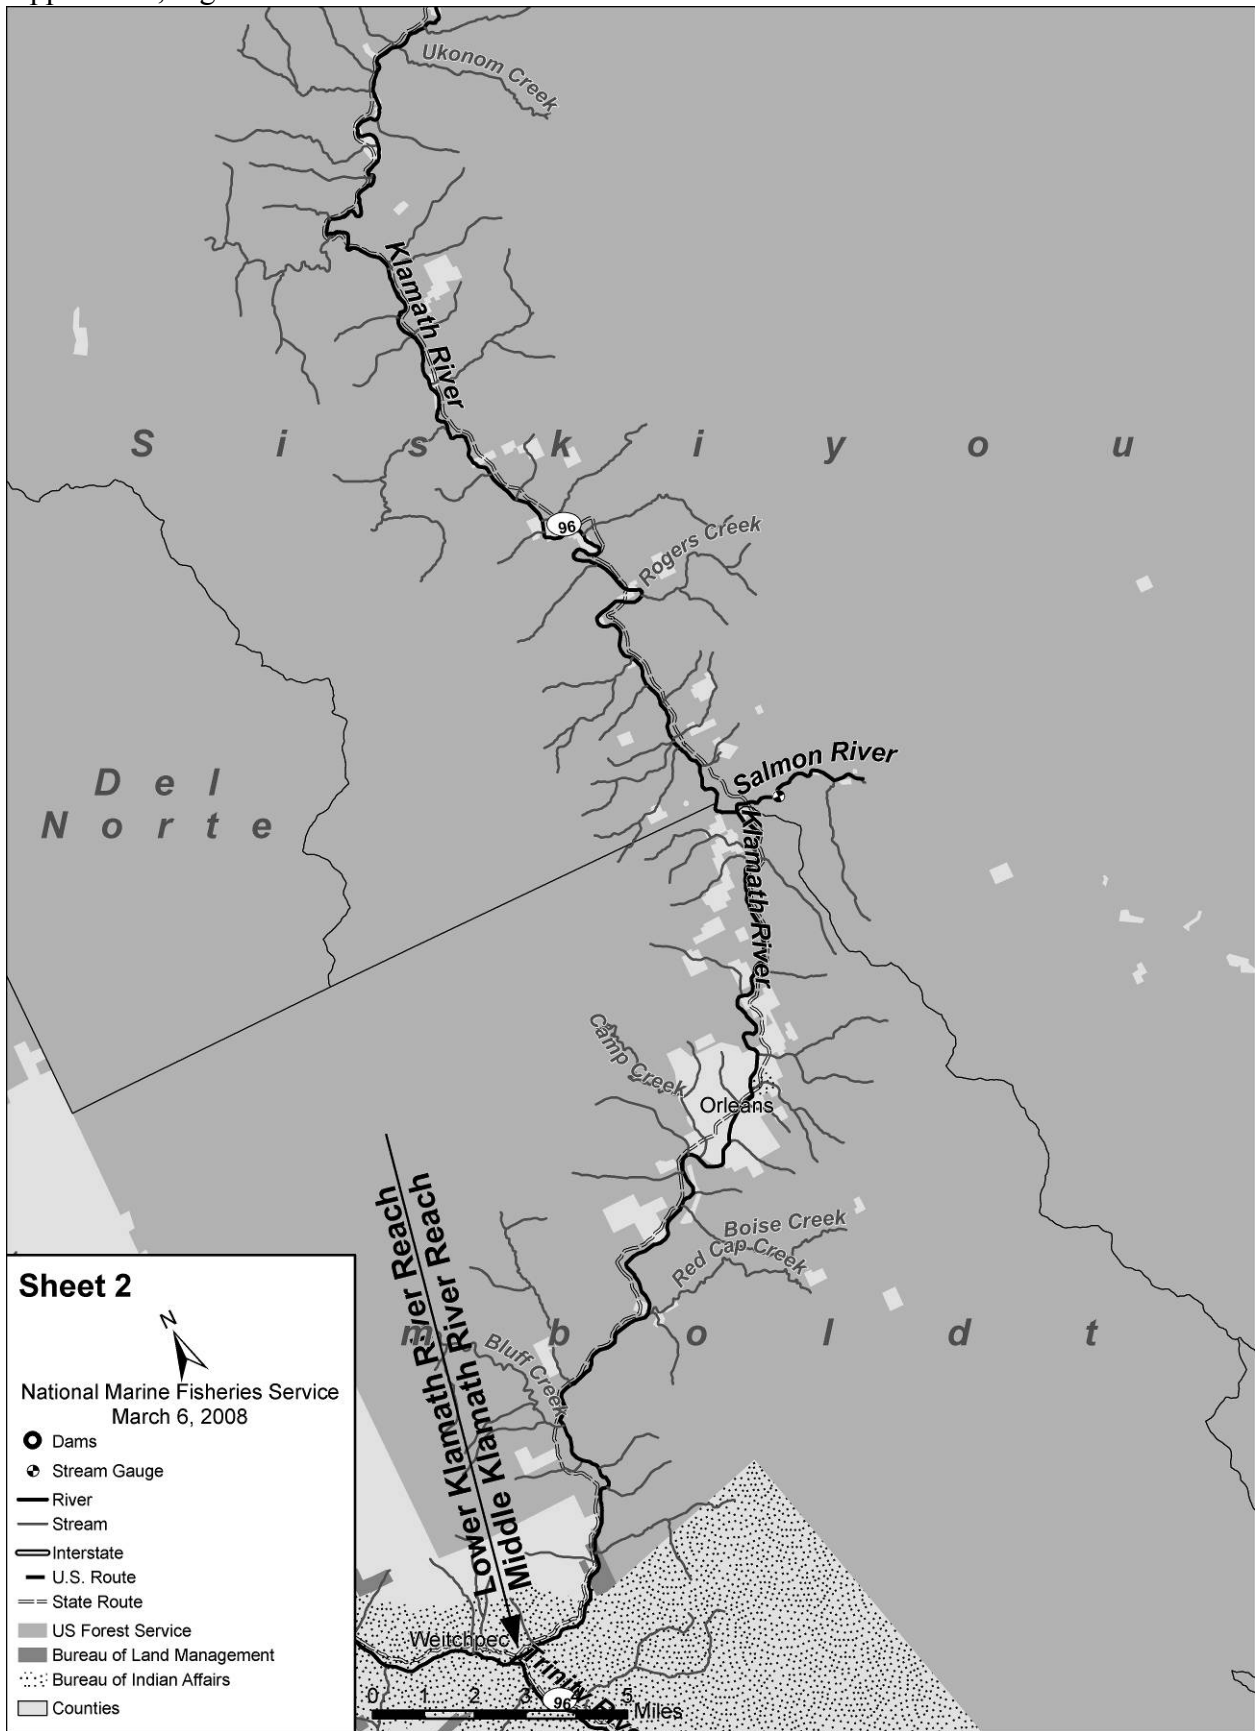 Ukonom Creek
Klamath River
S i s k i y o u
96
Rogers Creek
Salmon River
D e l
N o r t e
Klamath River
Camp Creek
Orleans
Boise Creek
Red Cap Creek
Lower Klamath River Reach
Middle Klamath River Reach
m b o l d t
Bluff Creek
Sheet 2
N
National Marine Fisheries Service
March 6, 2008
Dams
Stream Gauge
River
Stream
Interstate
U.S. Route
State Route
US Forest Service
Bureau of Land Management
Bureau of Indian Affairs
Counties
Weitchpec
Trinity Rive
96
0 1 2 3 4 5 Miles